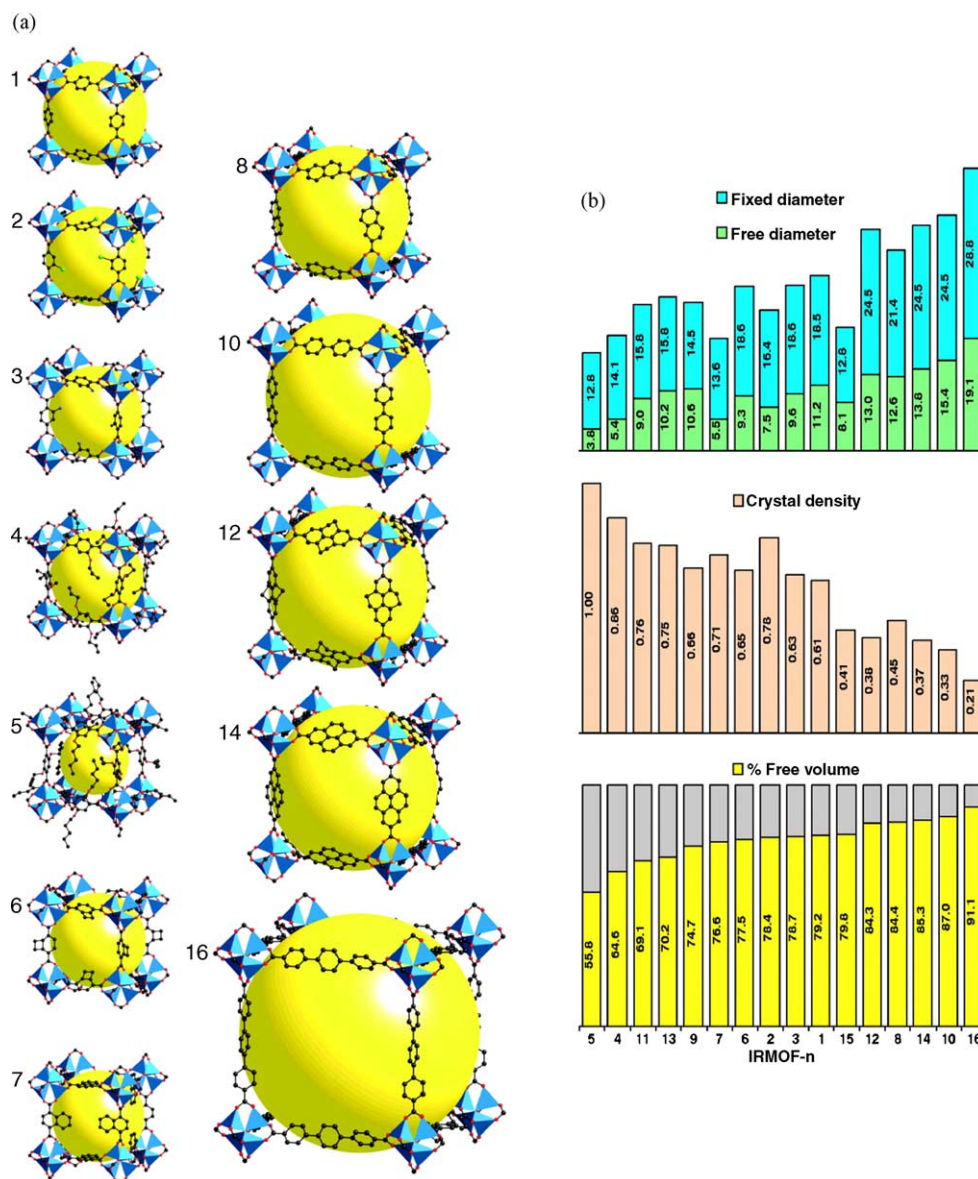 (a)
1
2
3
4
5
6
7
8
10
12
14
16
(b)
Fixed diameter
Free diameter
12.8 14.1 15.8 15.8 14.5 13.6 18.6 16.4 18.6 18.5 12.8 24.5 21.4 24.5 24.5 28.8
3.8 5.4 9.0 10.2 10.6 5.5 9.3 7.5 9.6 11.2 8.1 13.0 12.6 13.8 15.4 19.1
Crystal density
1.00 0.86 0.76 0.75 0.66 0.71 0.65 0.78 0.63 0.61 0.41 0.38 0.45 0.37 0.33 0.21
% Free volume
55.8 64.6 69.1 70.2 74.7 76.6 77.5 78.4 78.7 79.2 79.8 84.3 84.4 85.3 87.0 91.1
5 4 11 13 9 7 6 2 3 1 15 12 8 14 10 16
IRMOF-n